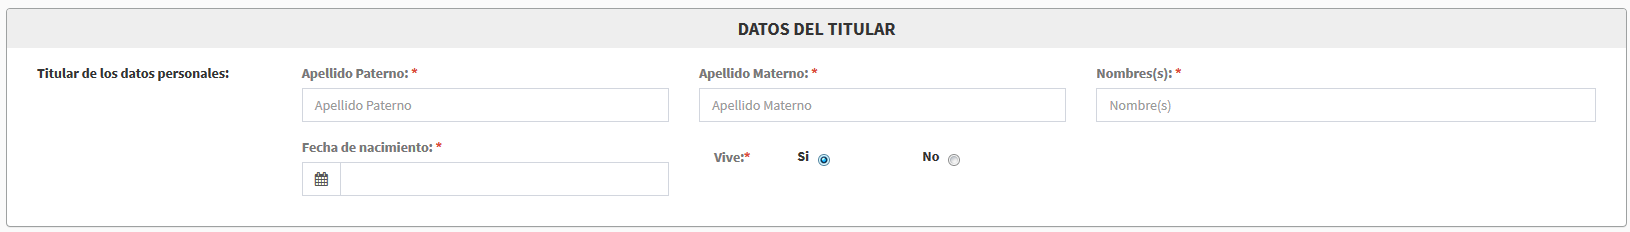 DATOS DEL TITULAR
Titular de los datos personales:
Apellido Paterno: *
Apellido Materno: *
Nombres(s): *
Apellido Paterno
Apellido Materno
Nombre(s)
Fecha de nacimiento: *
Vive:*
Si
No